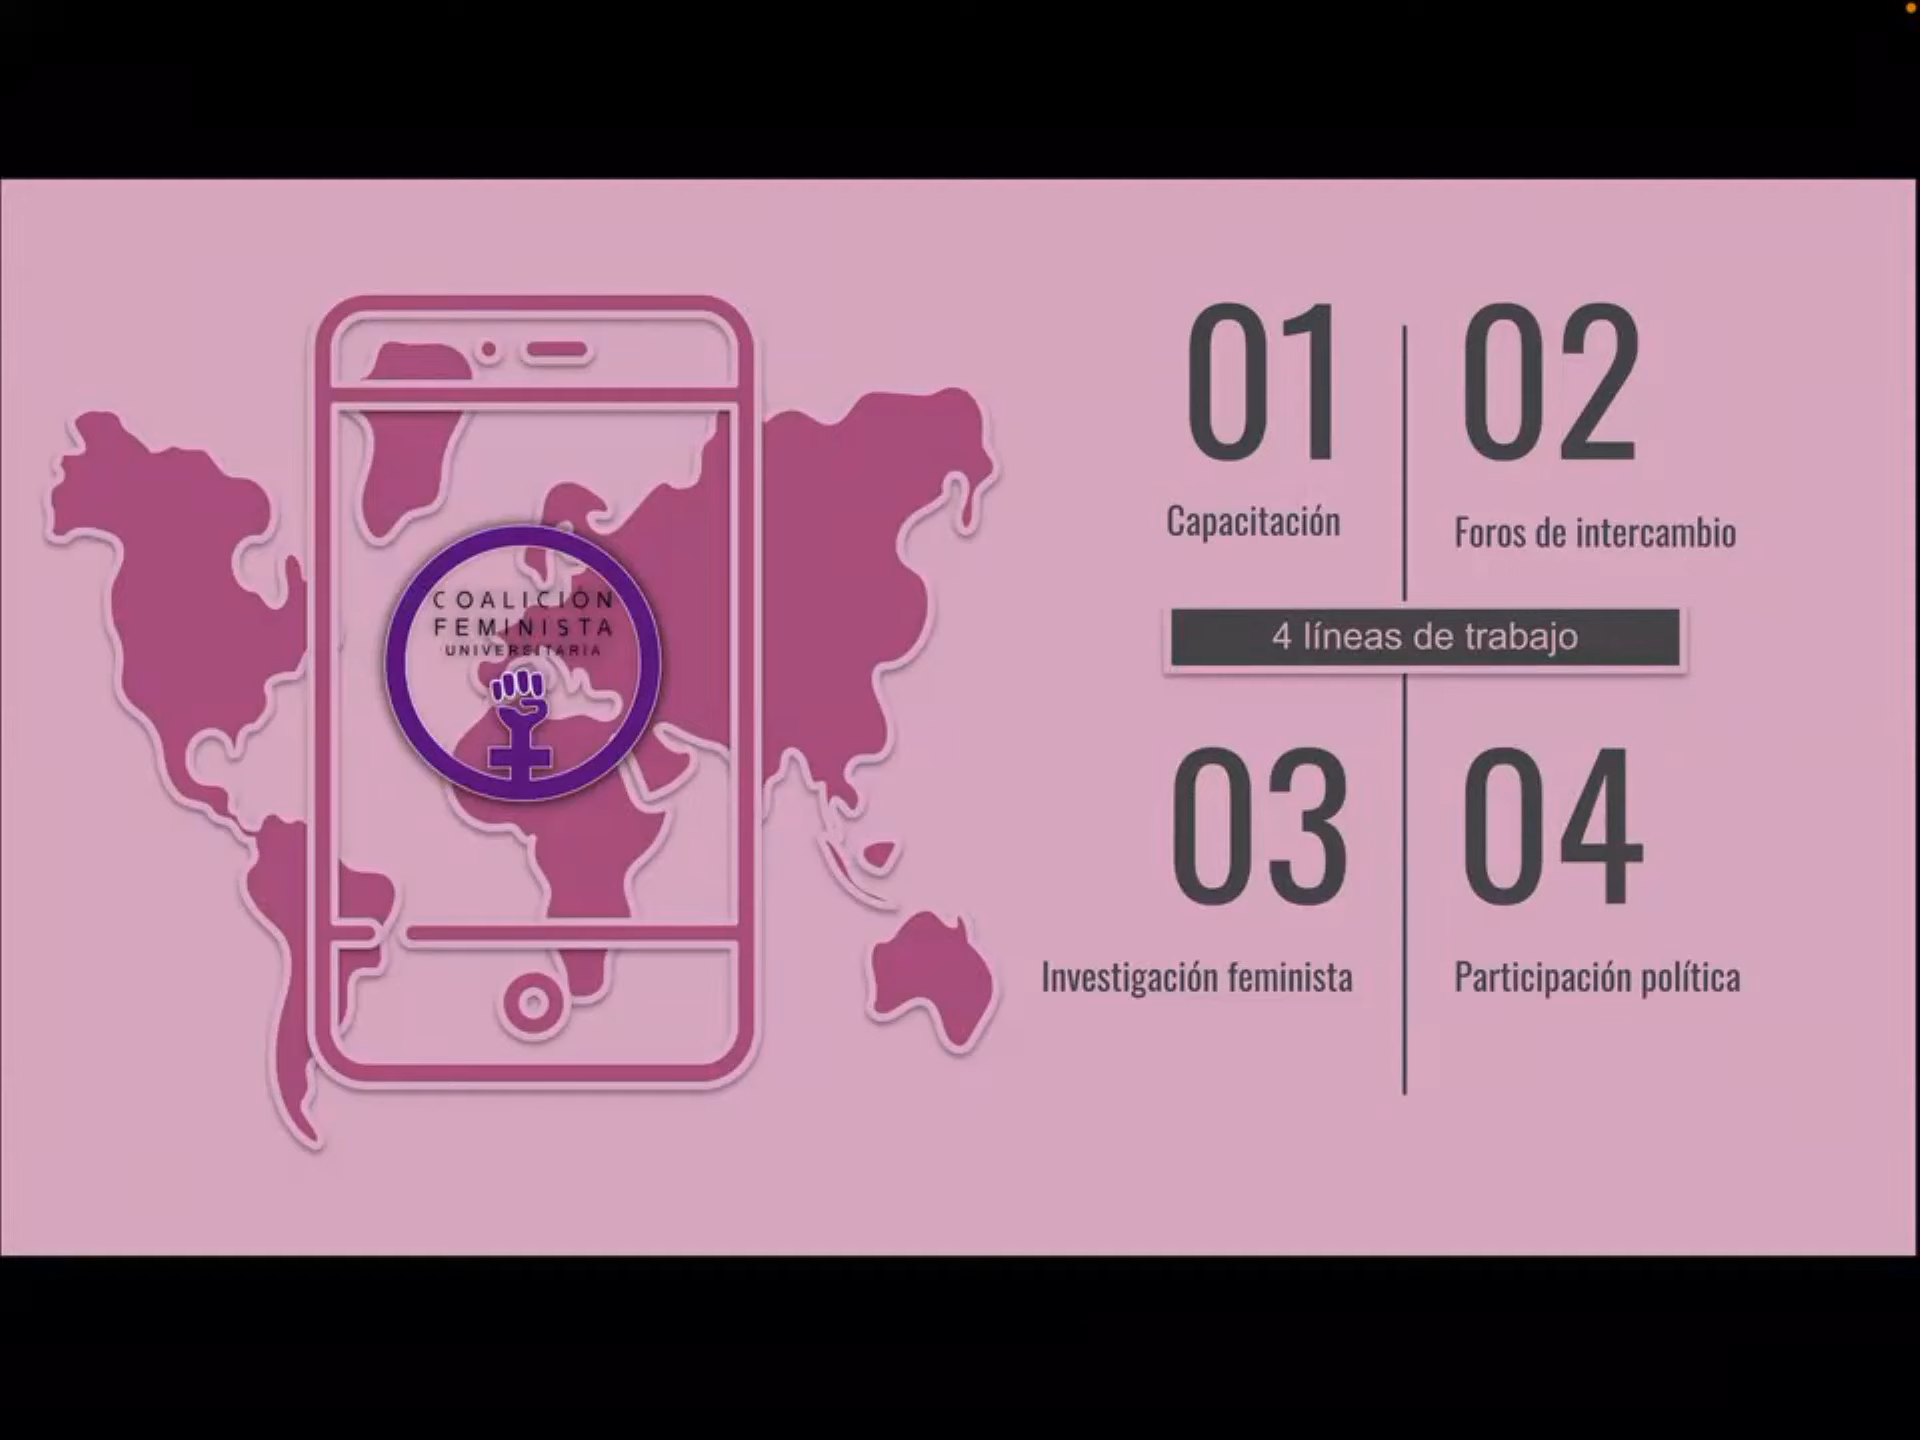 COALICIÓN
FEMINISTA
UNIVERSITARIA
01
Capacitación
02
Foros de intercambio
4 líneas de trabajo
03
Investigación feminista
04
Participación política